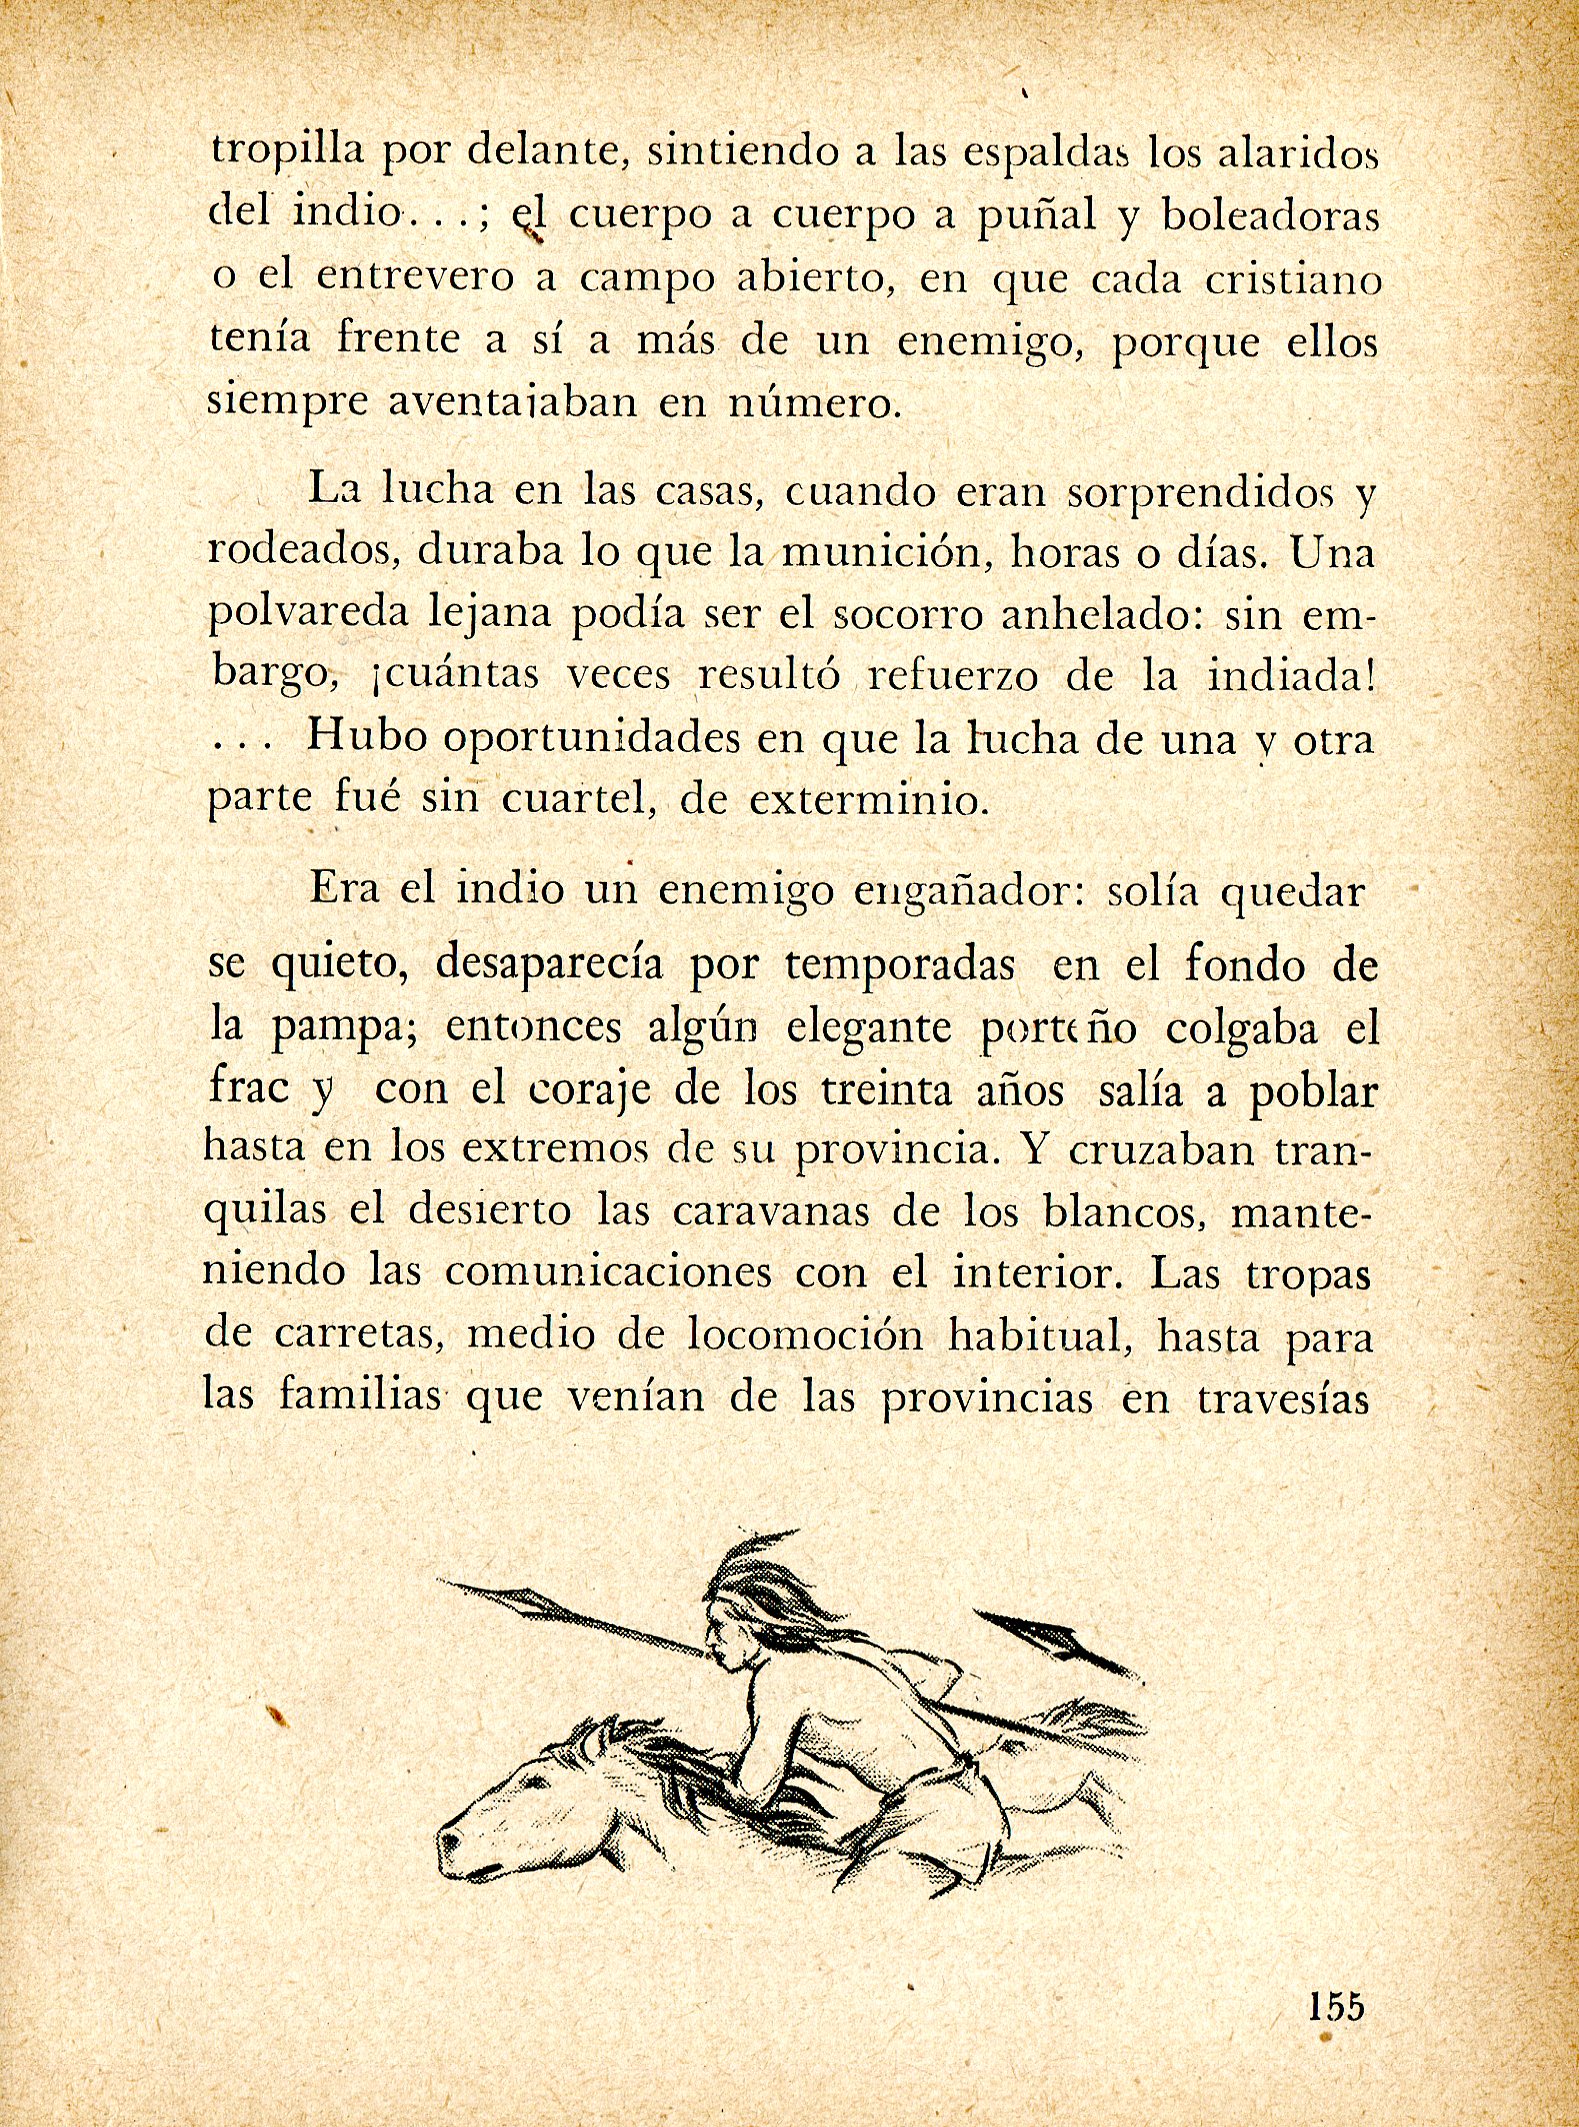 tropilla por delante, sintiendo a las espaldas los alaridos
del indio. . . ; el cuerpo a cuerpo a puñal y boleadoras
o el entrevero a campo abierto, en que cada cristiano
tenía frente a sí a más de un enemigo, porque ellos
siempre aventaiaban en número.
La lucha en las casas, cuando eran sorprendidos y
rodeados, duraba lo que la munición, horas o días. Una
polvareda lejana podía ser el socorro anhelado: sin em-
bargo, ¡cuántas veces resultó refuerzo de la indiada!
. . . Hubo oportunidades en que la lucha de una y otra
parte fué sin cuartel, de exterminio.
Era el indio un enemigo engañador: solía quedar
se quieto, desaparecía por temporadas en el fondo de
la pampa; entonces algún elegante porteño colgaba el
frac y con el coraje de los treinta años salía a poblar
hasta en los extremos de su provincia. Y cruzaban tran-
quilas el desierto las caravanas de los blancos, mante-
niendo las comunicaciones con el interior. Las tropas
de carretas, medio de locomoción habitual, hasta para
las familias que venían de las provincias en travesías
155